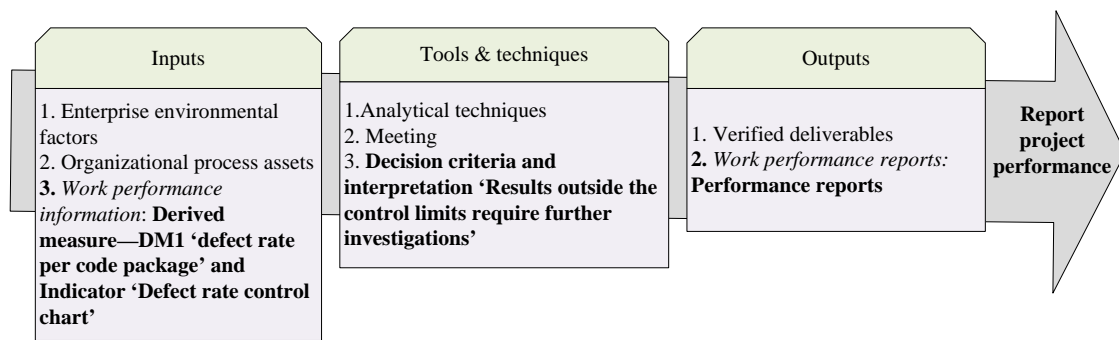 Inputs
1. Enterprise environmental
factors
2. Organizational process assets
3. Work performance
information: Derived
measure—DM1 ‘defect rate
per code package’ and
Indicator ‘Defect rate control
chart’
Tools & techniques
1.Analytical techniques
2. Meeting
3. Decision criteria and
interpretation ‘Results outside the
control limits require further
investigations’
Outputs
1. Verified deliverables
2. Work performance reports:
Performance reports
Report
project
performance